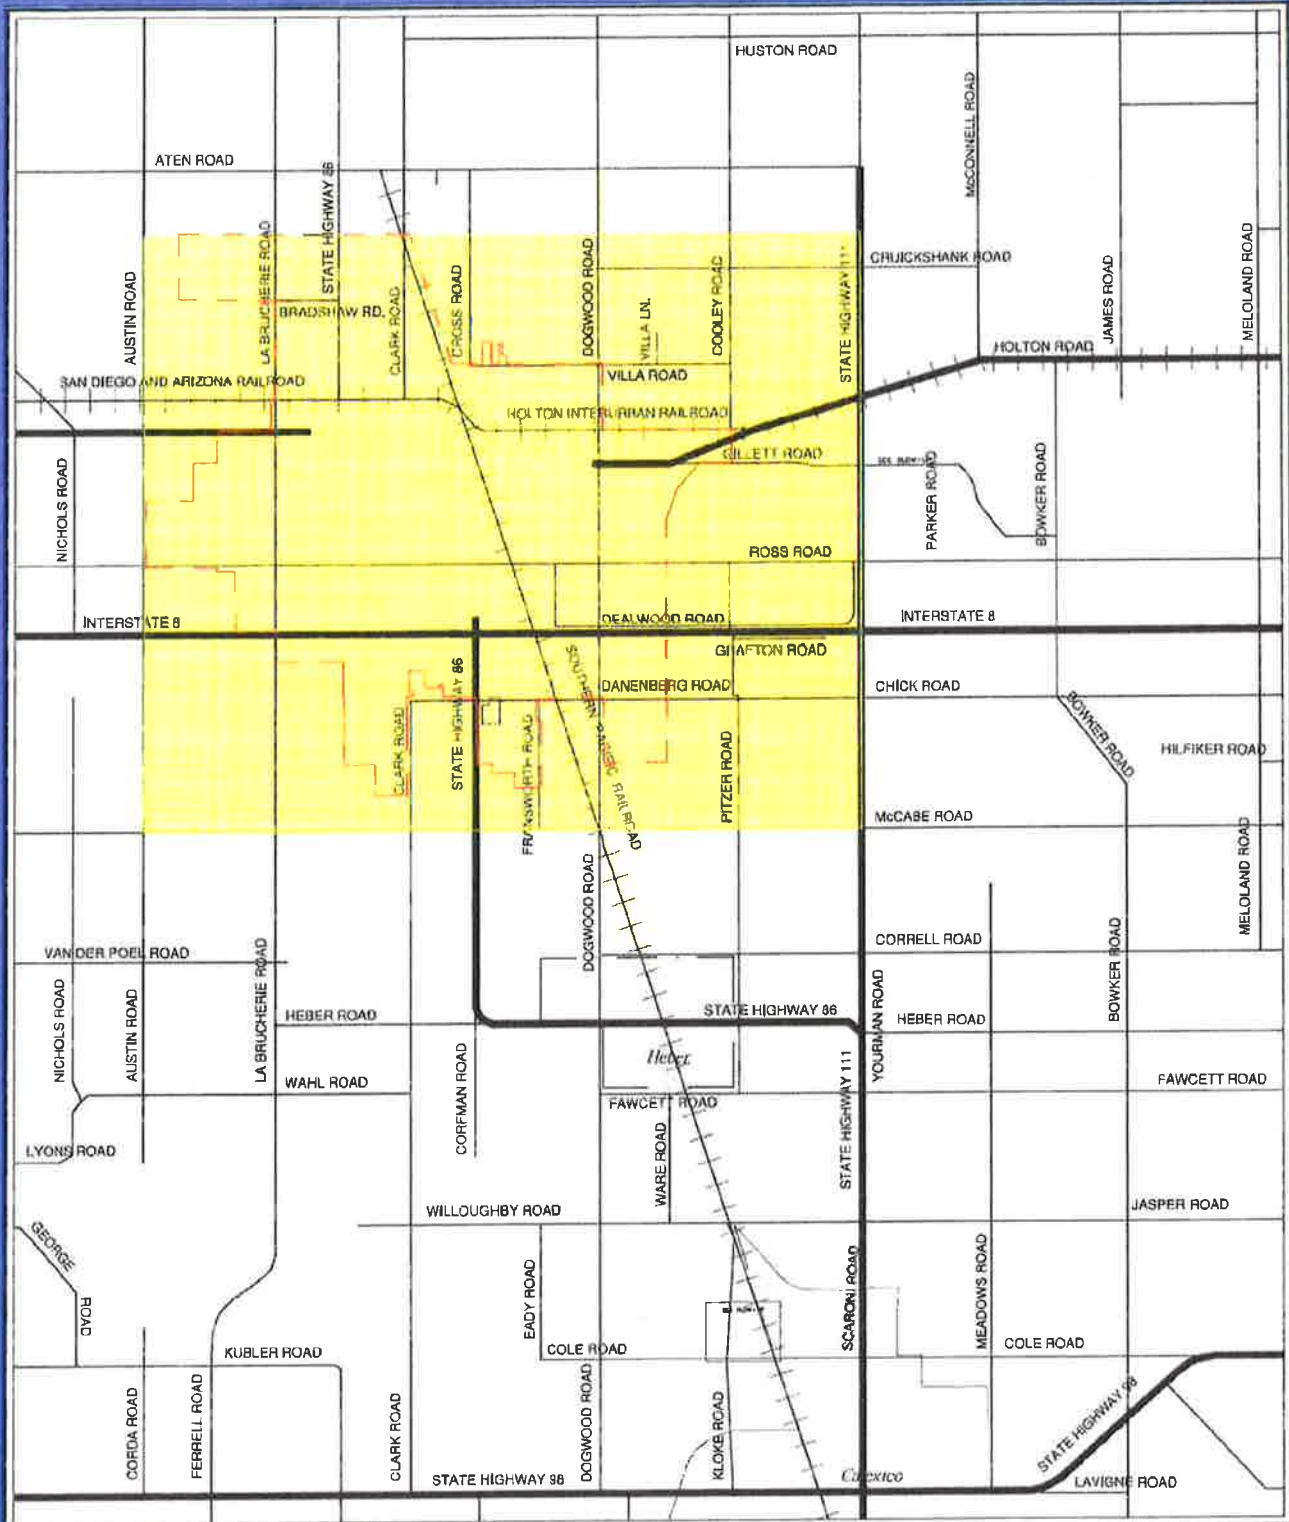 HUSTON ROAD
McCONNELL ROAD
ATEN ROAD
STATE HIGHWAY 86
LA BRUCHERIE ROAD
AUSTIN ROAD
BRADSHAW RD.
CLARK ROAD
CROSS ROAD
DOGWOOD ROAD
VILLA LN.
COOLEY ROAD
STATE HIGHWAY 111
CRUICKSHANK ROAD
JAMES ROAD
MELOLAND ROAD
HOLTON ROAD
SAN DIEGO AND ARIZONA RAILROAD
VILLA ROAD
HOLTON INTERURBAN RAILROAD
GILLETT ROAD
NICHOLS ROAD
PARKER ROAD
BOWKER ROAD
ROSS ROAD
INTERSTATE 8
DEALWOOD ROAD
INTERSTATE 8
GRAFTON ROAD
SOUTHERN PACIFIC RAILROAD
STATE HIGHWAY 86
DANENBERG ROAD
CHICK ROAD
CLARK ROAD
FRANSWORTH ROAD
PITZER ROAD
BOWKER ROAD
HILFIKER ROAD
McCABE ROAD
MELOLAND ROAD
DOGWOOD ROAD
CORRELL ROAD
VAN DER POEL ROAD
NICHOLS ROAD
AUSTIN ROAD
LA BRUCHERIE ROAD
HEBER ROAD
STATE HIGHWAY 86
YOURMAN ROAD
HEBER ROAD
BOWKER ROAD
Heber
WAHL ROAD
CORFMAN ROAD
FAWCETT ROAD
STATE HIGHWAY 111
FAWCETT ROAD
LYONS ROAD
WARE ROAD
WILLOUGHBY ROAD
JASPER ROAD
GEORGE
ROAD
EADY ROAD
SCARONI ROAD
MEADOWS ROAD
KUBLER ROAD
COLE ROAD
COLE ROAD
CORDA ROAD
FERRELL ROAD
CLARK ROAD
DOGWOOD ROAD
KLOKE ROAD
STATE HIGHWAY 98
STATE HIGHWAY 98
Calexico
LAVIGNE ROAD